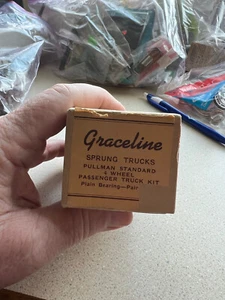 Graceline
SPRUNG TRUCKS
PULLMAN STANDARD
4 WHEEL
PASSENGER TRUCK KIT
Plain Bearing—Pair